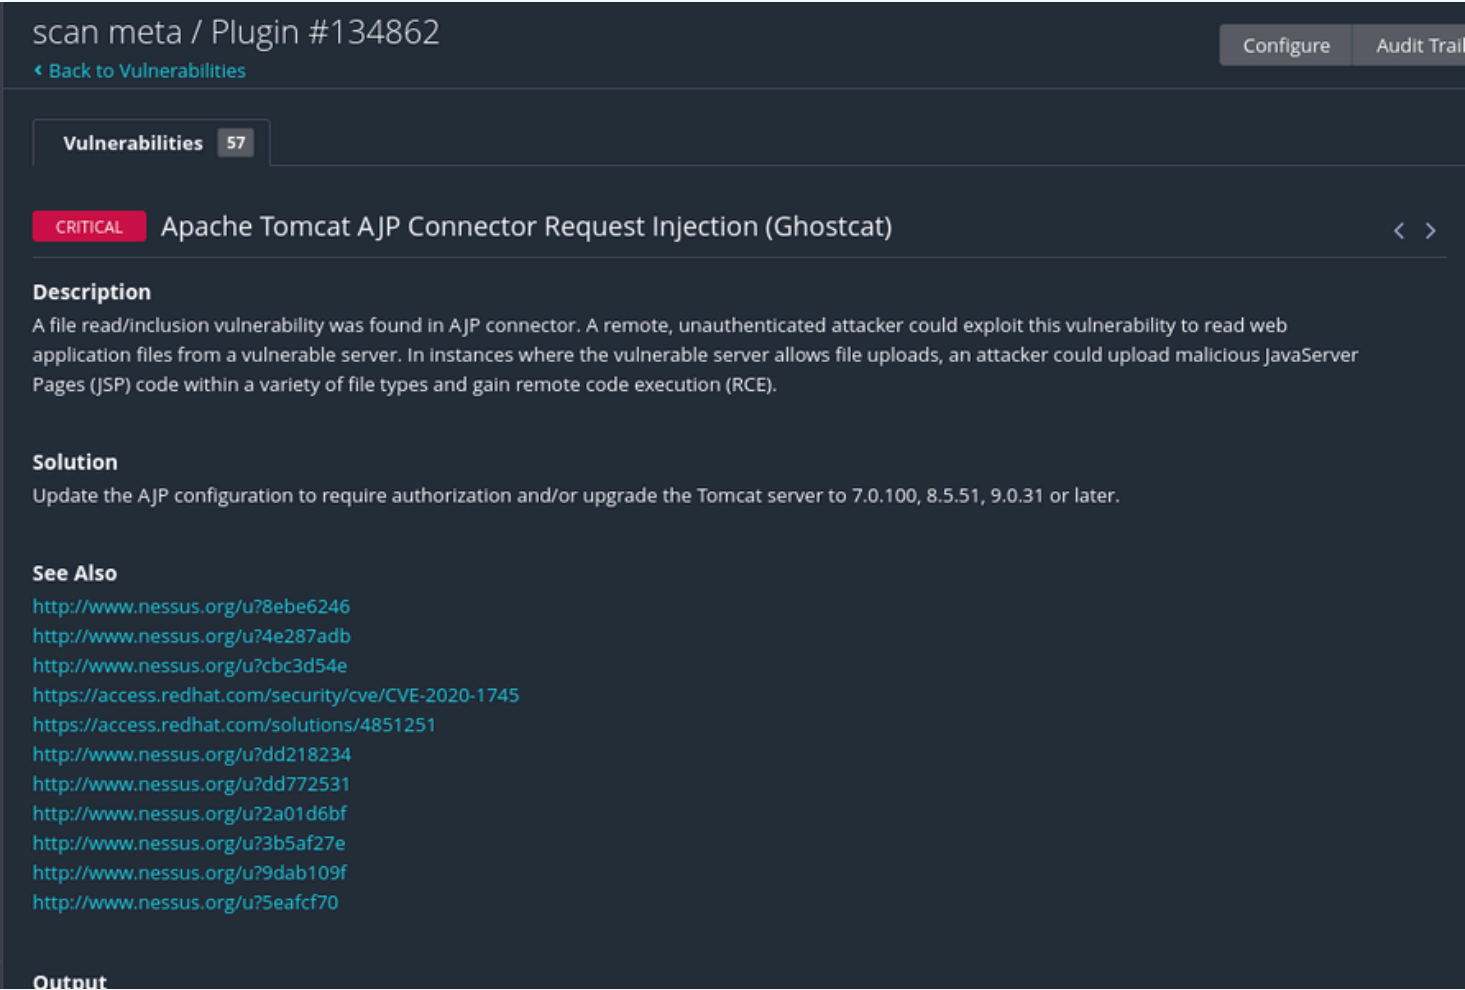 scan meta / Plugin #134862
Configure
Audit Trail
Back to Vulnerabilities
Vulnerabilities 57
CRITICAL Apache Tomcat AJP Connector Request Injection (Ghostcat)
Description
A file read/inclusion vulnerability was found in AJP connector. A remote, unauthenticated attacker could exploit this vulnerability to read web
application files from a vulnerable server. In instances where the vulnerable server allows file uploads, an attacker could upload malicious JavaServer
Pages (JSP) code within a variety of file types and gain remote code execution (RCE).
Solution
Update the AJP configuration to require authorization and/or upgrade the Tomcat server to 7.0.100, 8.5.51, 9.0.31 or later.
See Also
http://www.nessus.org/u?8ebe6246
http://www.nessus.org/u?4e287adb
http://www.nessus.org/u?cbc3d54e
https://access.redhat.com/security/cve/CVE-2020-1745
https://access.redhat.com/solutions/4851251
http://www.nessus.org/u?dd218234
http://www.nessus.org/u?dd772531
http://www.nessus.org/u?2a01d6bf
http://www.nessus.org/u?3b5af27e
http://www.nessus.org/u?9dab109f
http://www.nessus.org/u?5eafcf70
Output